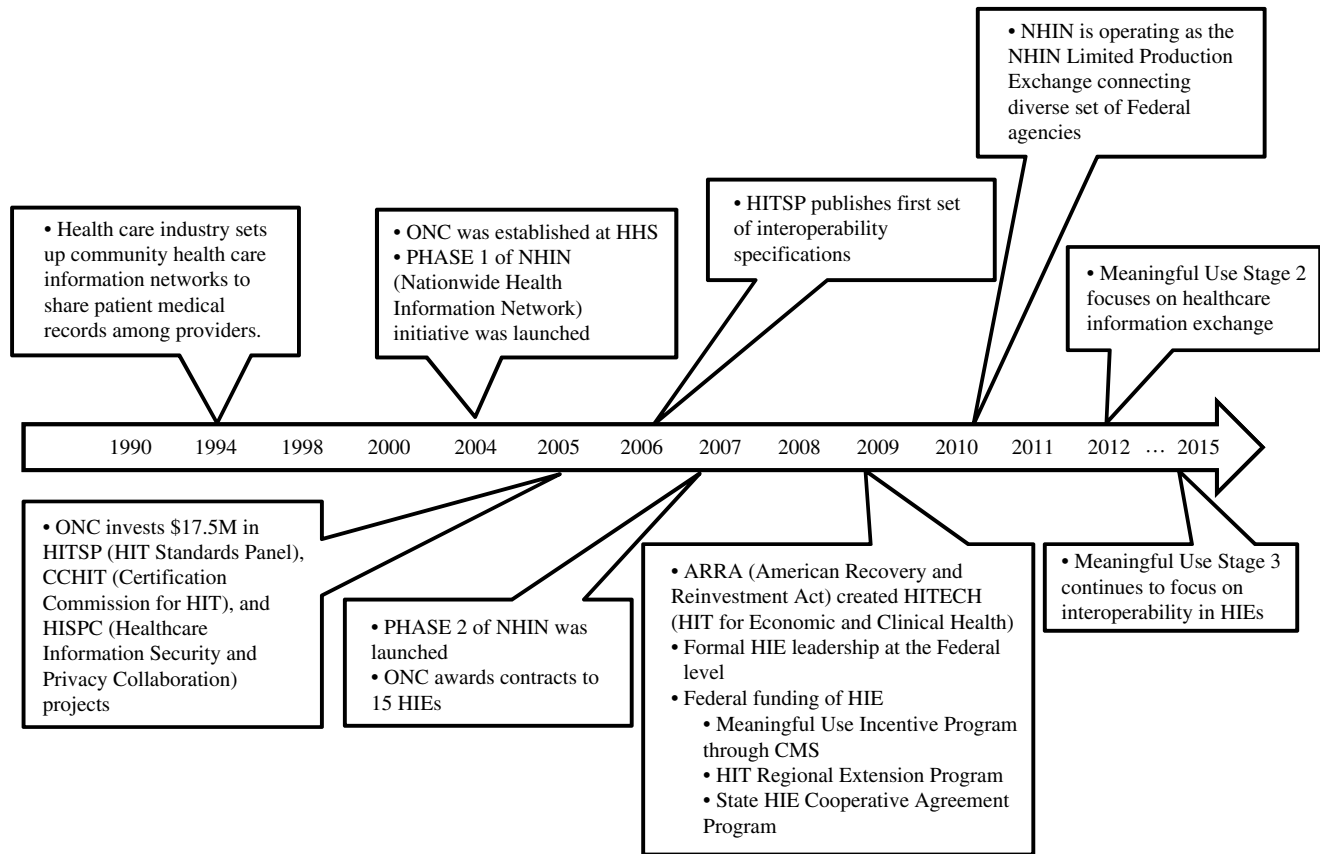 • NHIN is operating as the
NHIN Limited Production
Exchange connecting
diverse set of Federal
agencies
• Health care industry sets
up community health care
information networks to
share patient medical
records among providers.
• ONC was established at HHS
• PHASE 1 of NHIN
(Nationwide Health
Information Network)
initiative was launched
• HITSP publishes first set
of interoperability
specifications
• Meaningful Use Stage 2
focuses on healthcare
information exchange
1990 1994 1998 2000 2004 2005 2006 2007 2008 2009 2010 2011 2012 … 2015
• ONC invests $17.5M in
HITSP (HIT Standards Panel),
CCHIT (Certification
Commission for HIT), and
HISPC (Healthcare
Information Security and
Privacy Collaboration)
projects
• PHASE 2 of NHIN was
launched
• ONC awards contracts to
15 HIEs
• ARRA (American Recovery and
Reinvestment Act) created HITECH
(HIT for Economic and Clinical Health)
• Formal HIE leadership at the Federal
level
• Federal funding of HIE
• Meaningful Use Incentive Program
through CMS
• HIT Regional Extension Program
• State HIE Cooperative Agreement
Program
• Meaningful Use Stage 3
continues to focus on
interoperability in HIEs